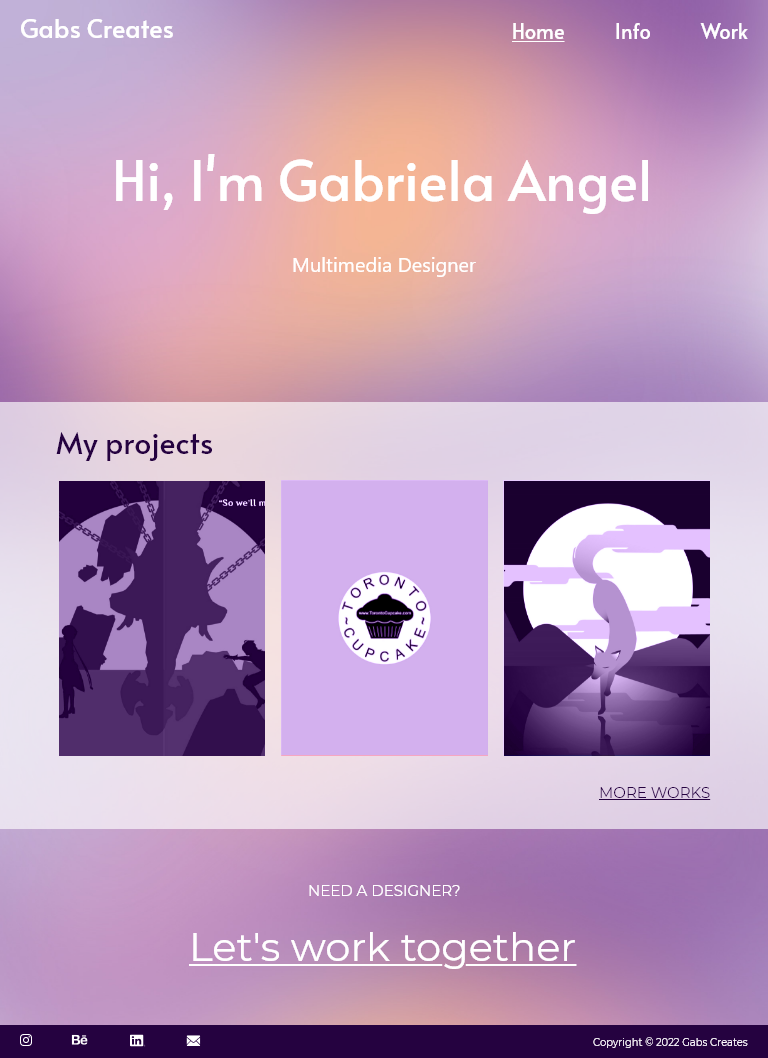 Gabs Creates
Home Info Work
Hi, I'm Gabriela Angel
Multimedia Designer
My projects
"So we'll m
~TORONTO~
www.TorontoCupcake.com
CUPCAKE
MORE WORKS
NEED A DESIGNER?
Let's work together
Bē in
Copyright © 2022 Gabs Creates